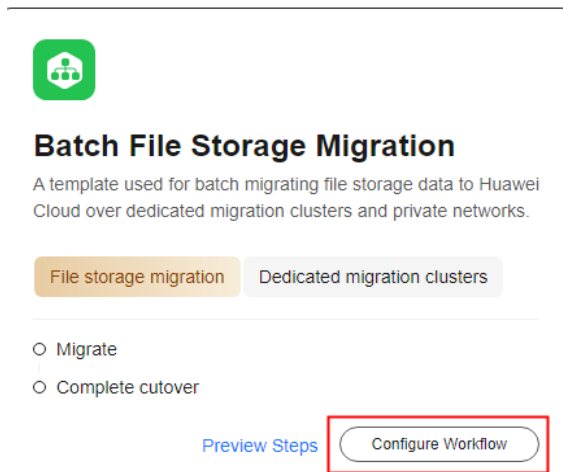 Batch File Storage Migration
A template used for batch migrating file storage data to Huawei
Cloud over dedicated migration clusters and private networks.
File storage migration
Dedicated migration clusters
Migrate
Complete cutover
Preview Steps
Configure Workflow